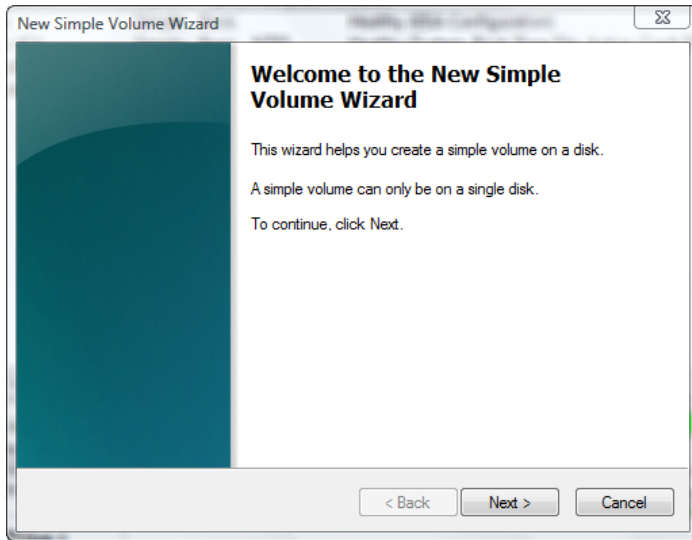 New Simple Volume Wizard
Welcome to the New Simple
Volume Wizard
This wizard helps you create a simple volume on a disk.
A simple volume can only be on a single disk.
To continue, click Next.
< Back
Next >
Cancel